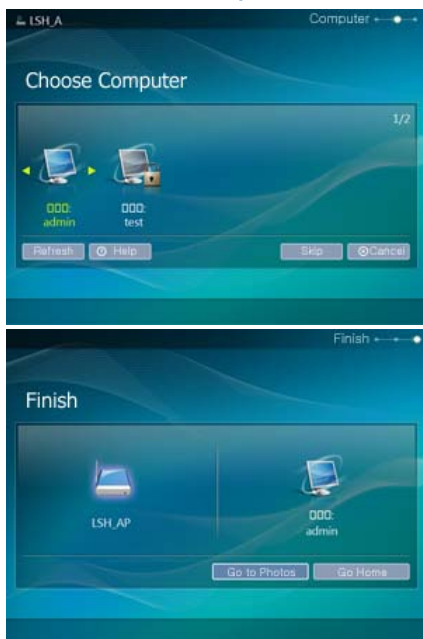 LSH_A
Computer
Choose Computer
1/2
□□□:
admin
□□□:
test
Refresh
Help
Skip
Cancel
Finish
Finish
LSH_AP
□□□:
admin
Go to Photos
Go Home